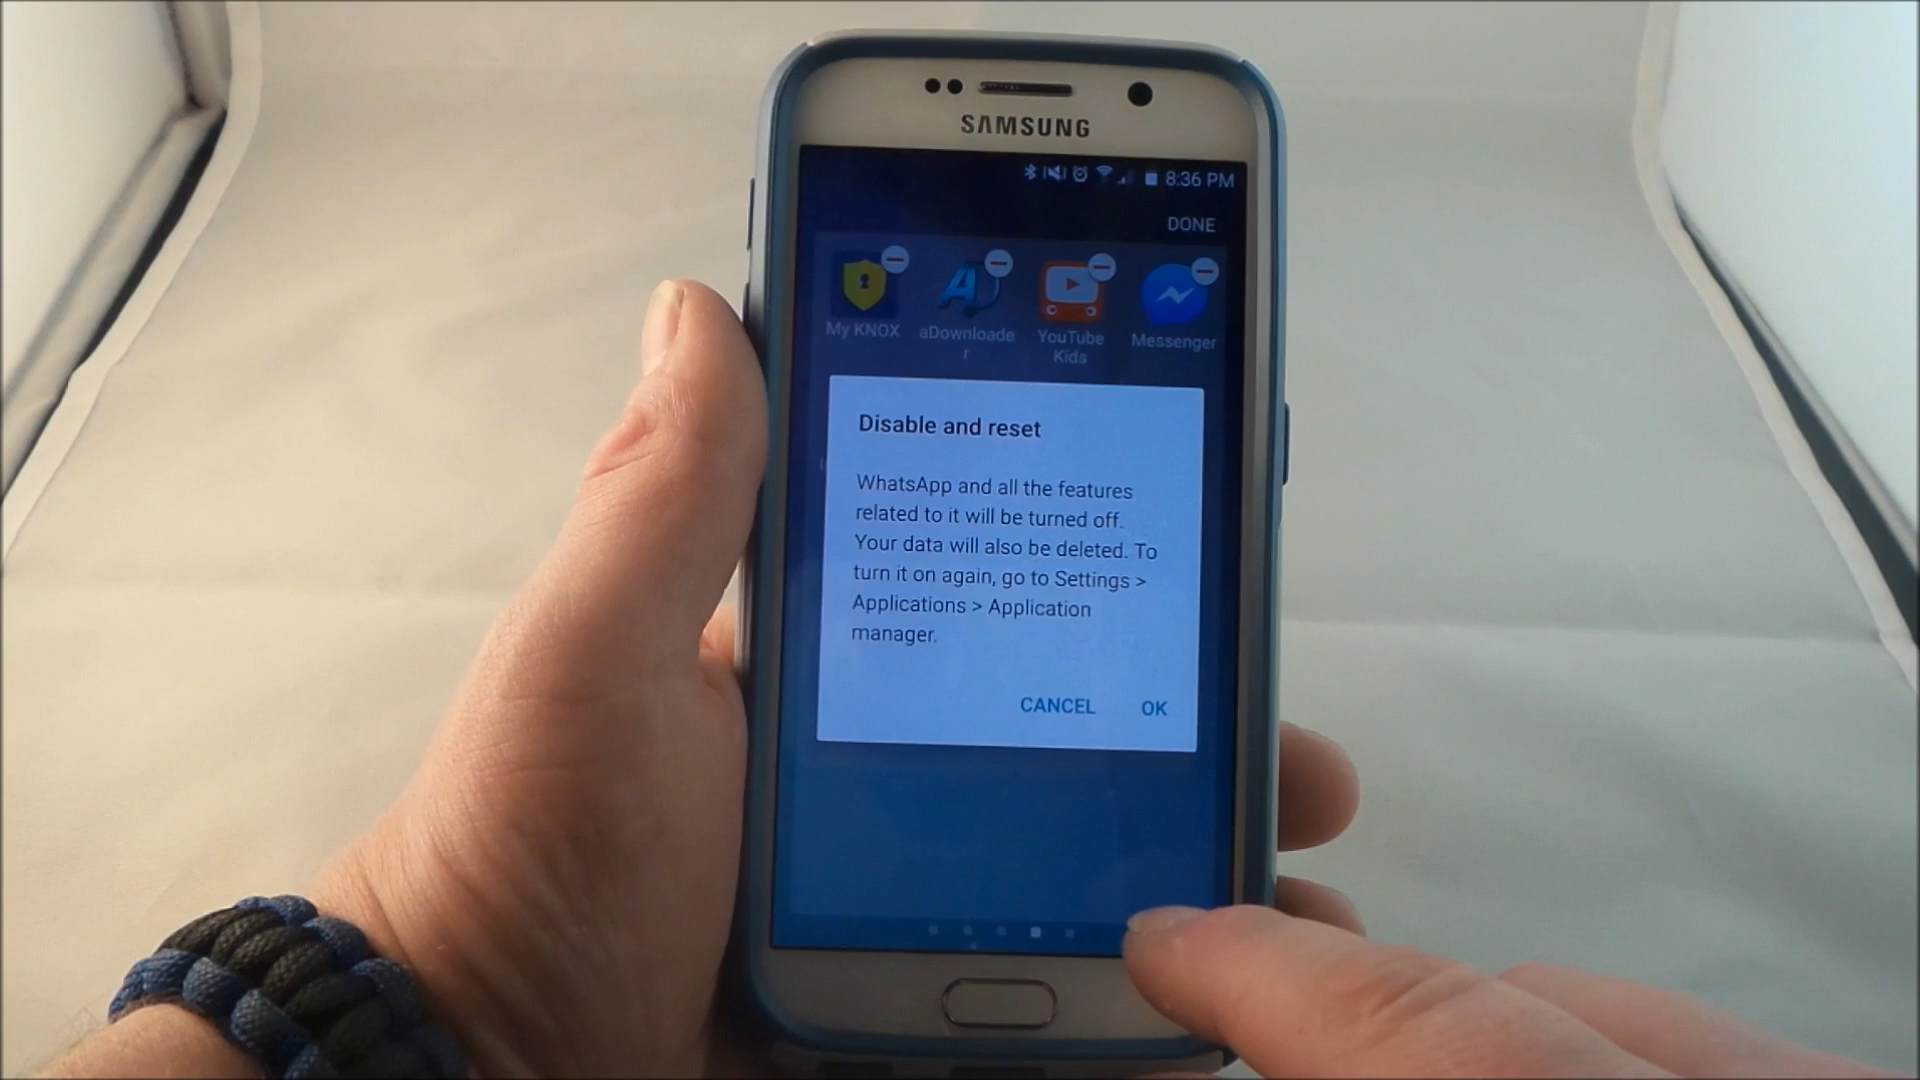 SAMSUNG
8:36 PM
DONE
My KNOX
aDownloade
r
YouTube
Kids
Messenger
Disable and reset
WhatsApp and all the features
related to it will be turned off.
Your data will also be deleted. To
turn it on again, go to Settings >
Applications > Application
manager.
CANCEL OK